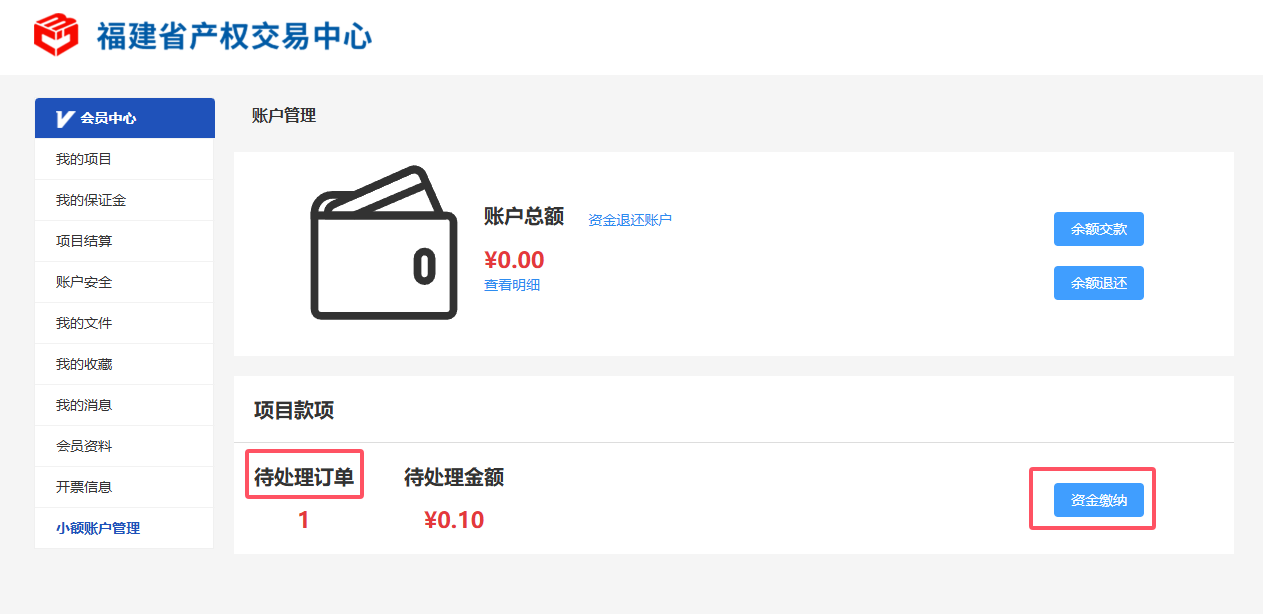 福建省产权交易中心
会员中心
我的项目
我的保证金
项目结算
账户安全
我的文件
我的收藏
我的消息
会员资料
开票信息
小额账户管理
账户管理
账户总额 资金退还账户
¥0.00
查看明细
余额交款
余额退还
项目款项
待处理订单 待处理金额
1 ¥0.10
资金缴纳